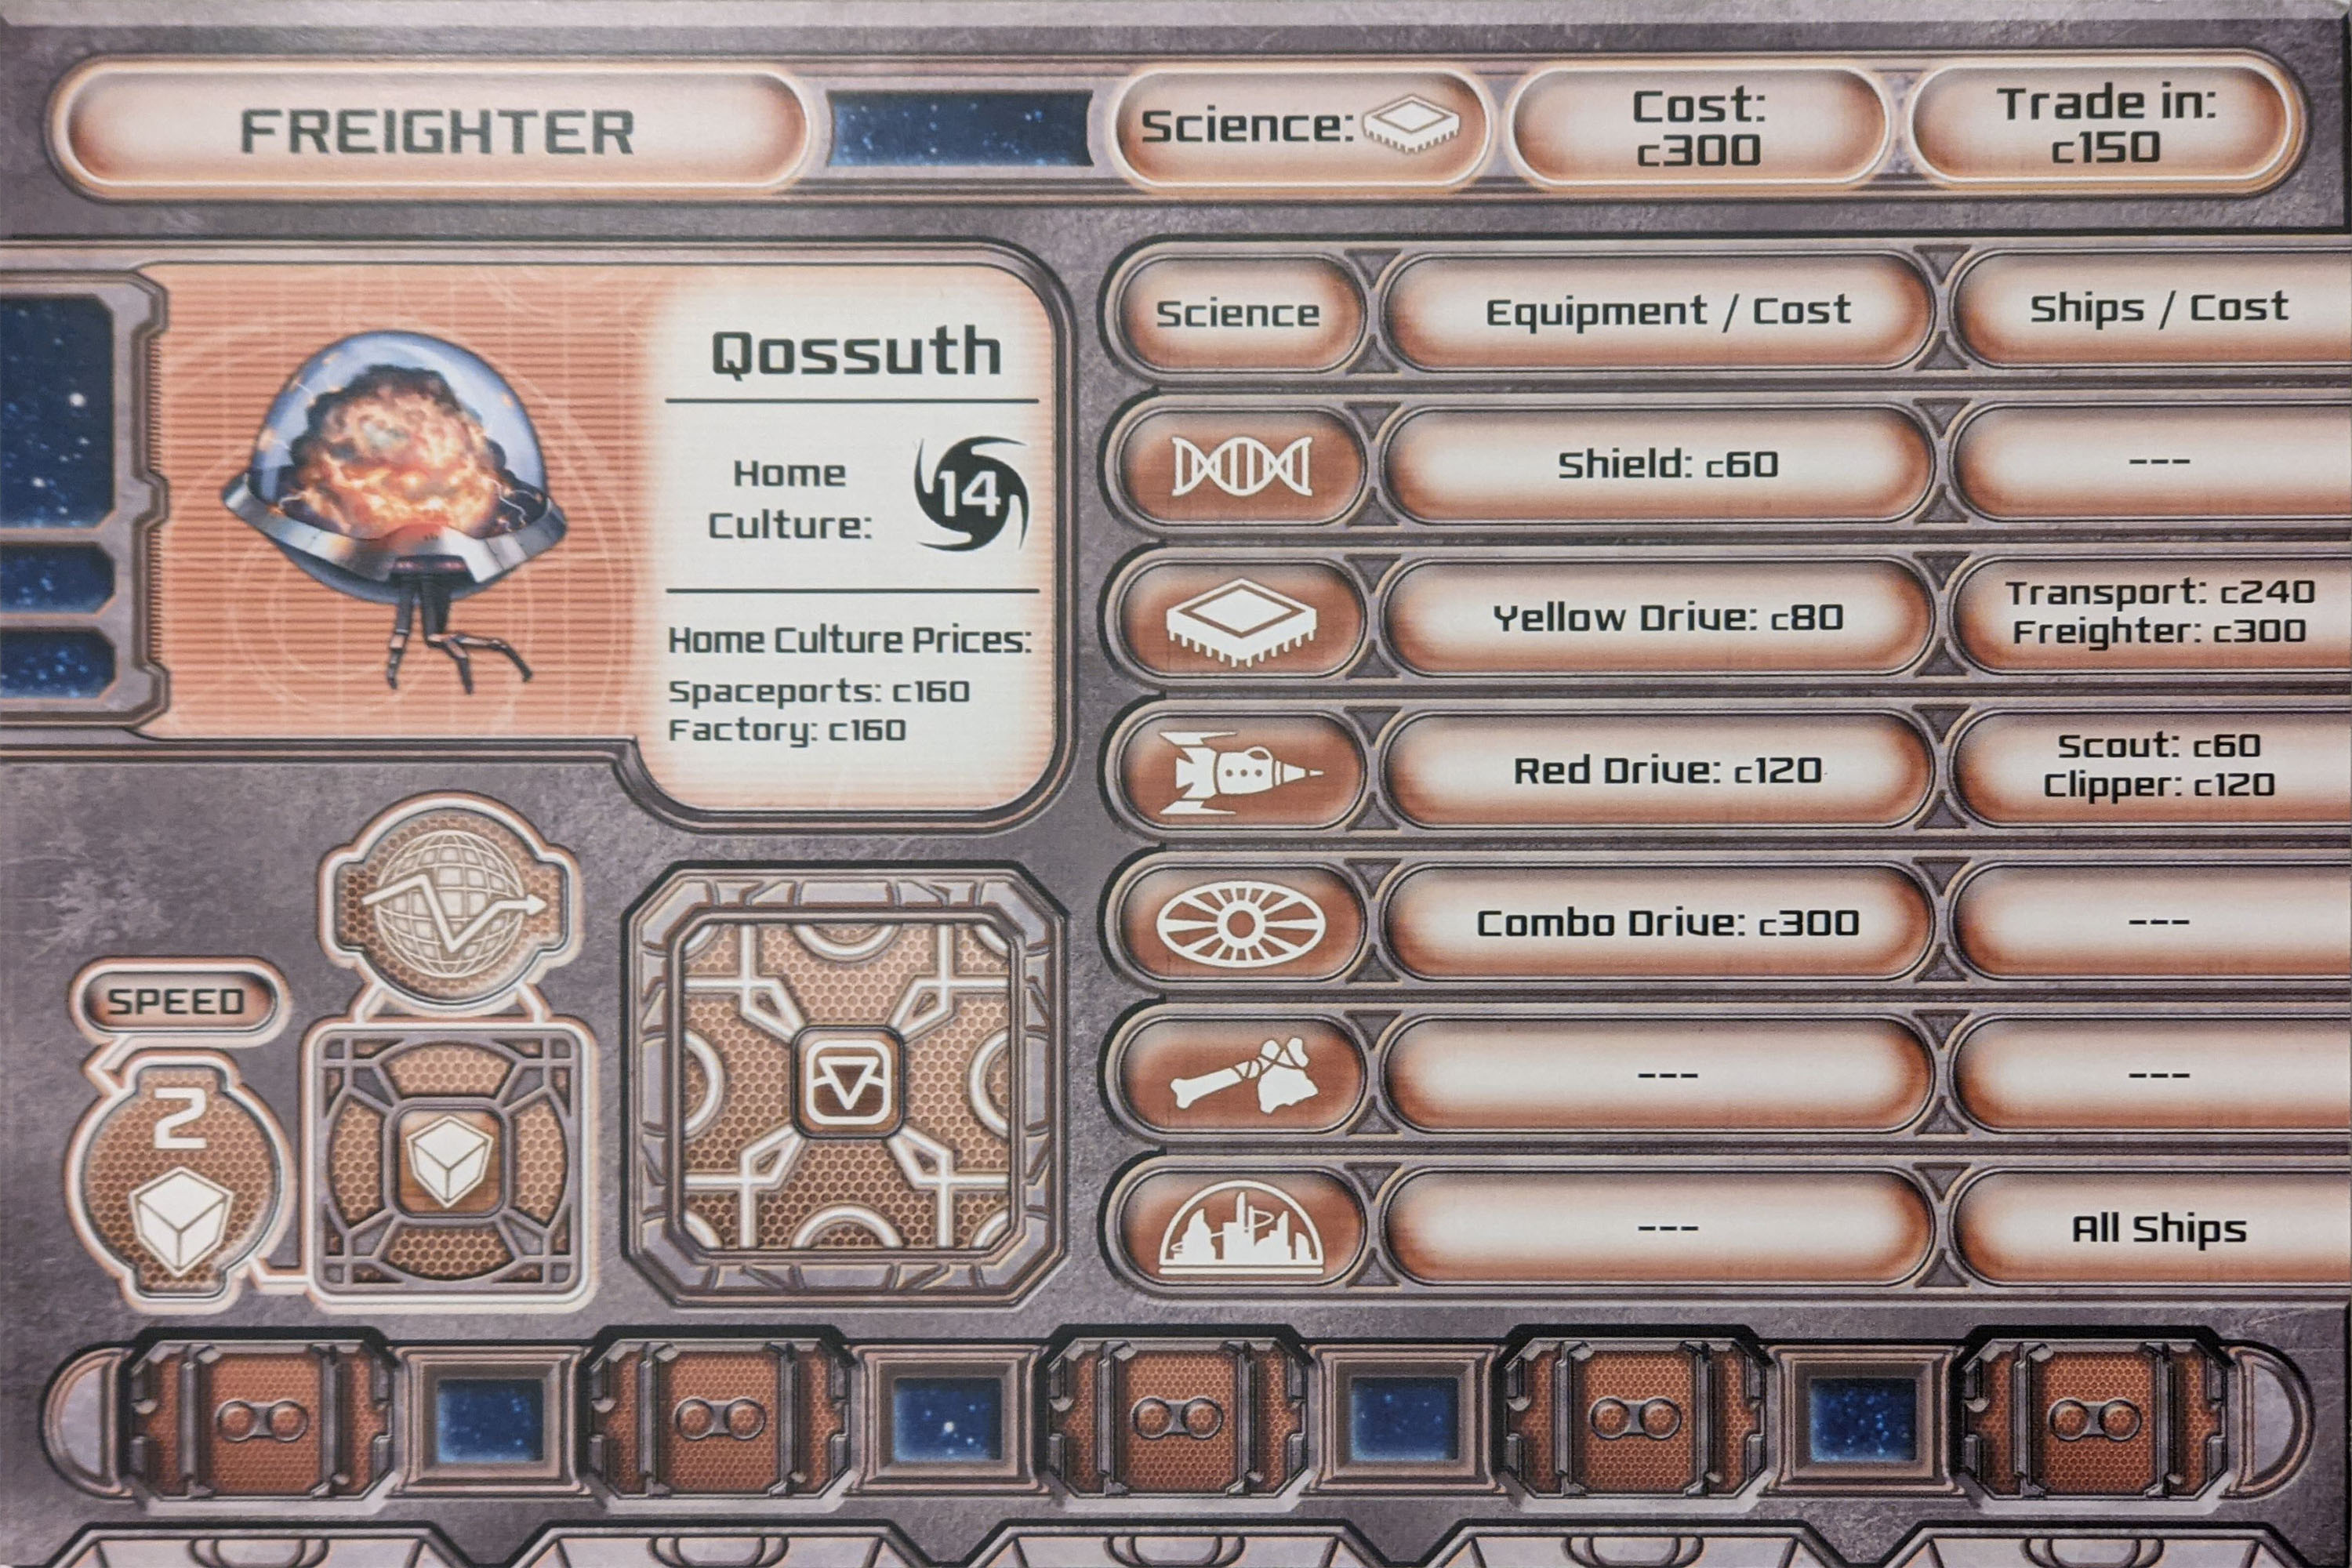 FREIGHTER
Science:
Cost:
c300
Trade in:
c150
Qossuth
Home
Culture:
14
Home Culture Prices:
Spaceports: c160
Factory: c160
SPEED
2
Science
Equipment / Cost
Ships / Cost
Shield: c60
---
Yellow Drive: c80
Transport: c240
Freighter: c300
Red Drive: c120
Scout: c60
Clipper: c120
Combo Drive: c300
---
---
---
---
All Ships